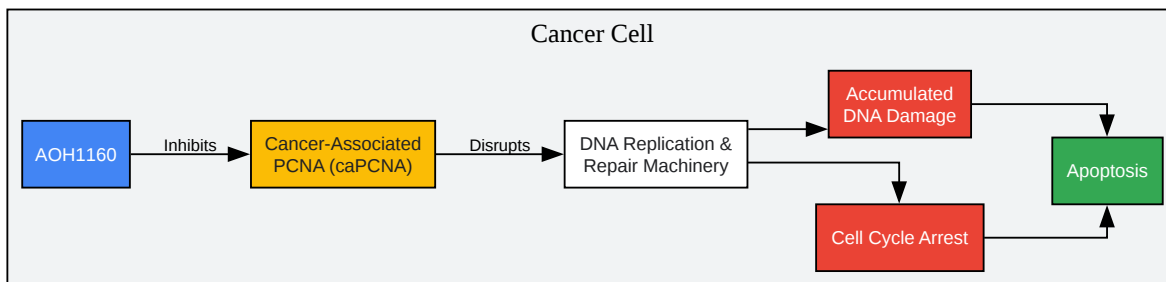 Cancer Cell
AOH1160
Inhibits
Cancer-Associated
PCNA (caPCNA)
Disrupts
DNA Replication &
Repair Machinery
Accumulated
DNA Damage
Cell Cycle Arrest
Apoptosis